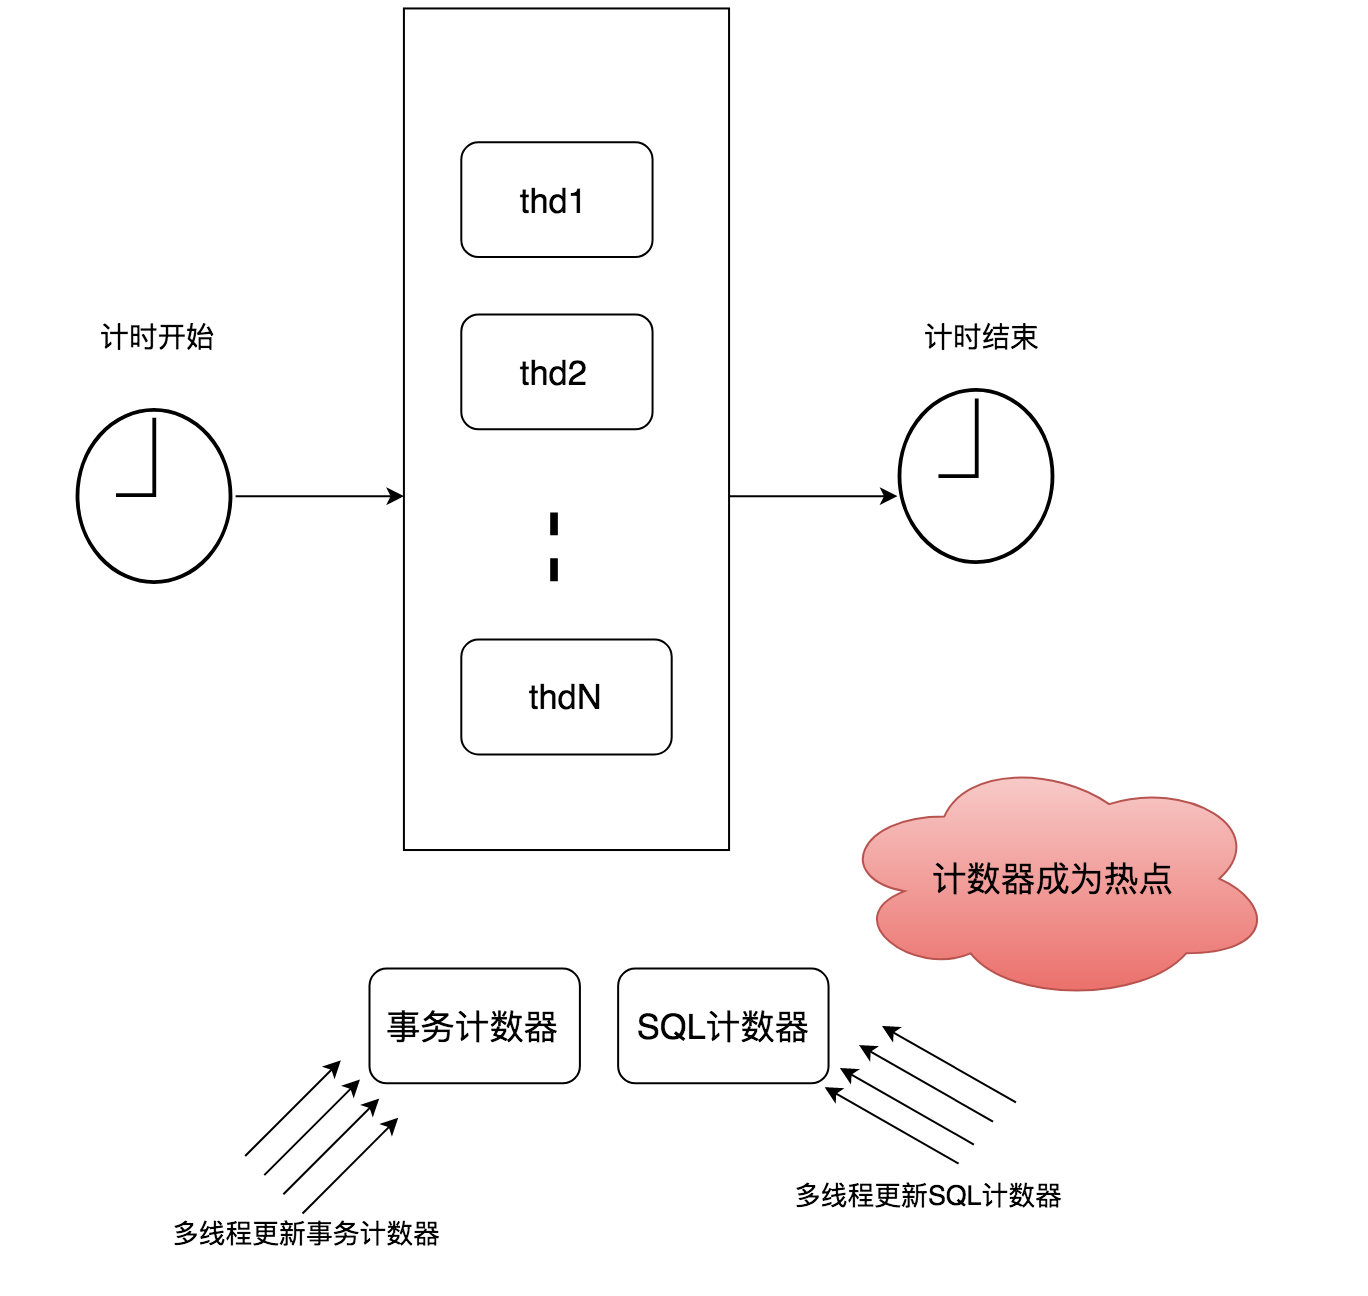 thd1
计时开始
计时结束
thd2
thdN
计数器成为热点
事务计数器
SQL计数器
多线程更新SQL计数器
多线程更新事务计数器